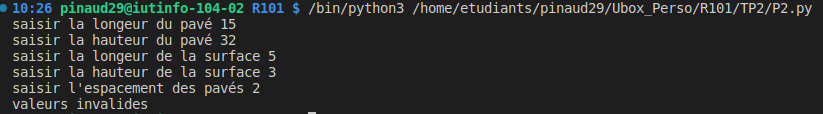 10:26 pinaud29@iutinfo-104-02 R101 $ /bin/python3 /home/etudiants/pinaud29/Ubox_Perso/R101/TP2/P2.py
saisir la longeur du pavé 15
saisir la hauteur du pavé 32
saisir la longeur de la surface 5
saisir la hauteur de la surface 3
saisir l'espacement des pavés 2
valeurs invalides